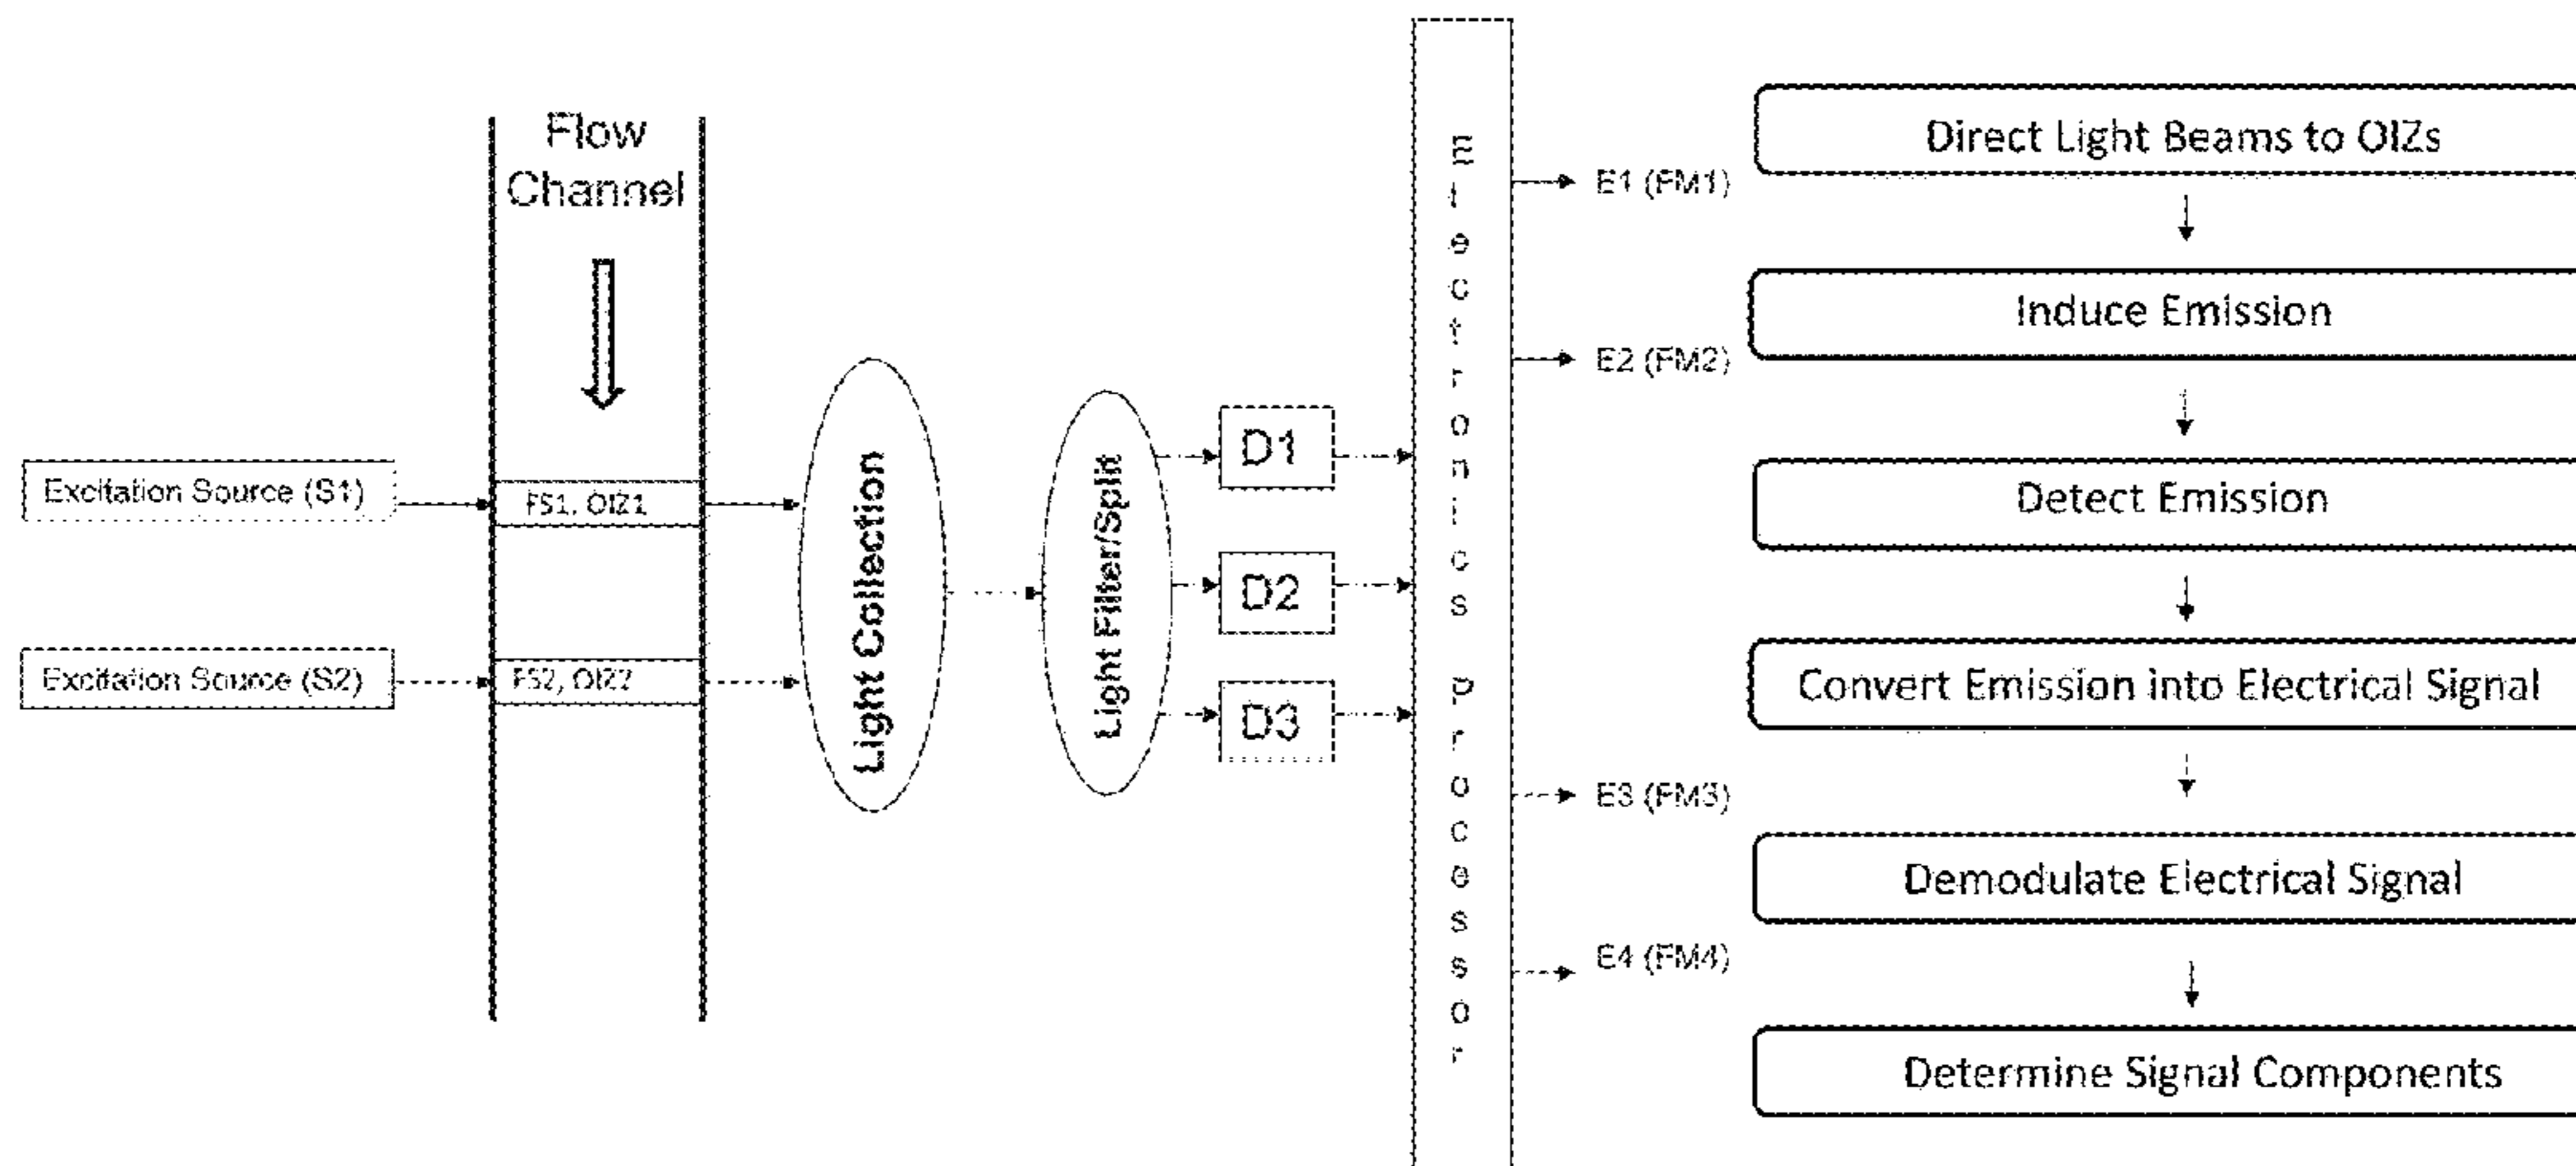 Flow
Channel
Excitation Source (S1)
FS1, OIZ1
Excitation Source (S2)
FS2, OIZ2
Light Collection
Light Filter/Split
D1
D2
D3
Electronics Processor
E1 (FM1)
E2 (FM2)
E3 (FM3)
E4 (FM4)
Direct Light Beams to OIZs
Induce Emission
Detect Emission
Convert Emission into Electrical Signal
Demodulate Electrical Signal
Determine Signal Components